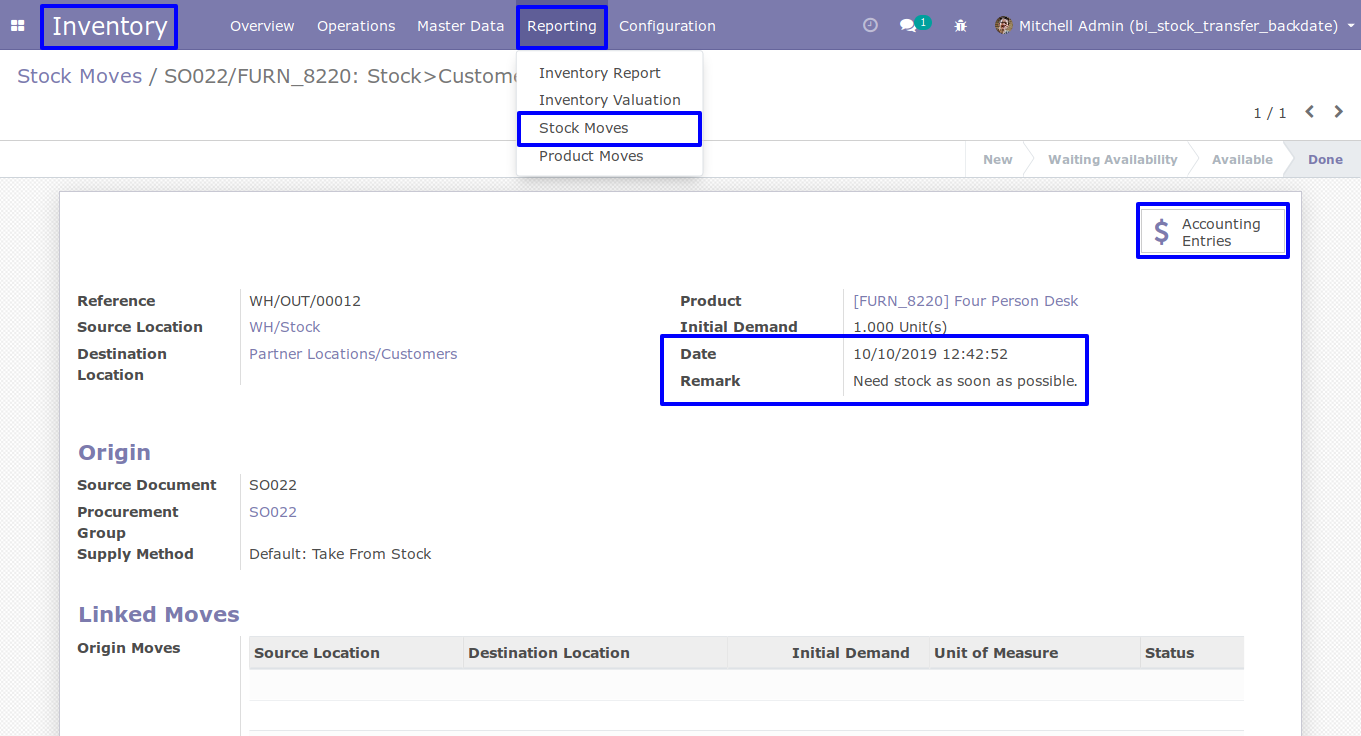 Inventory Overview Operations Master Data Reporting Configuration 1 Mitchell Admin (bi_stock_transfer_backdate)
Inventory Report
Inventory Valuation
Stock Moves
Product Moves
Stock Moves / SO022/FURN_8220: Stock>Custome
1 / 1
New Waiting Availability Available Done
$ Accounting
Entries
Reference WH/OUT/00012
Source Location WH/Stock
Destination Partner Locations/Customers
Location
Product [FURN_8220] Four Person Desk
Initial Demand 1.000 Unit(s)
Date 10/10/2019 12:42:52
Remark Need stock as soon as possible.
Origin
Source Document SO022
Procurement SO022
Group
Supply Method Default: Take From Stock
Linked Moves
Origin Moves
Source Location Destination Location Initial Demand Unit of Measure Status